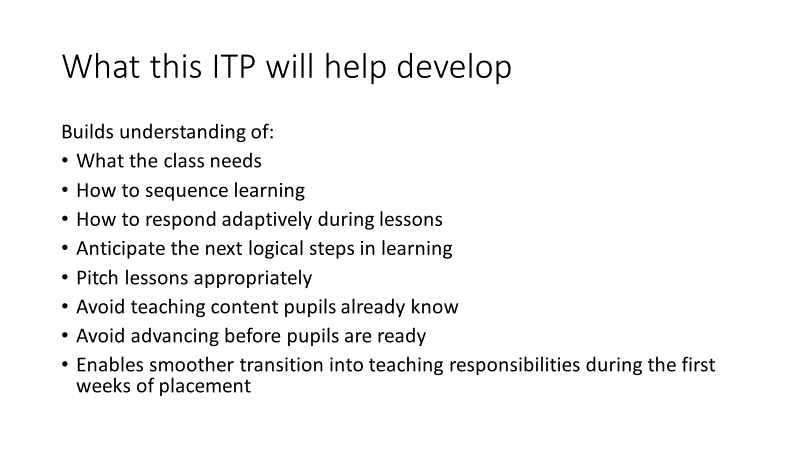 What this ITP will help develop
Builds understanding of:
• What the class needs
• How to sequence learning
• How to respond adaptively during lessons
• Anticipate the next logical steps in learning
• Pitch lessons appropriately
• Avoid teaching content pupils already know
• Avoid advancing before pupils are ready
• Enables smoother transition into teaching responsibilities during the first
weeks of placement